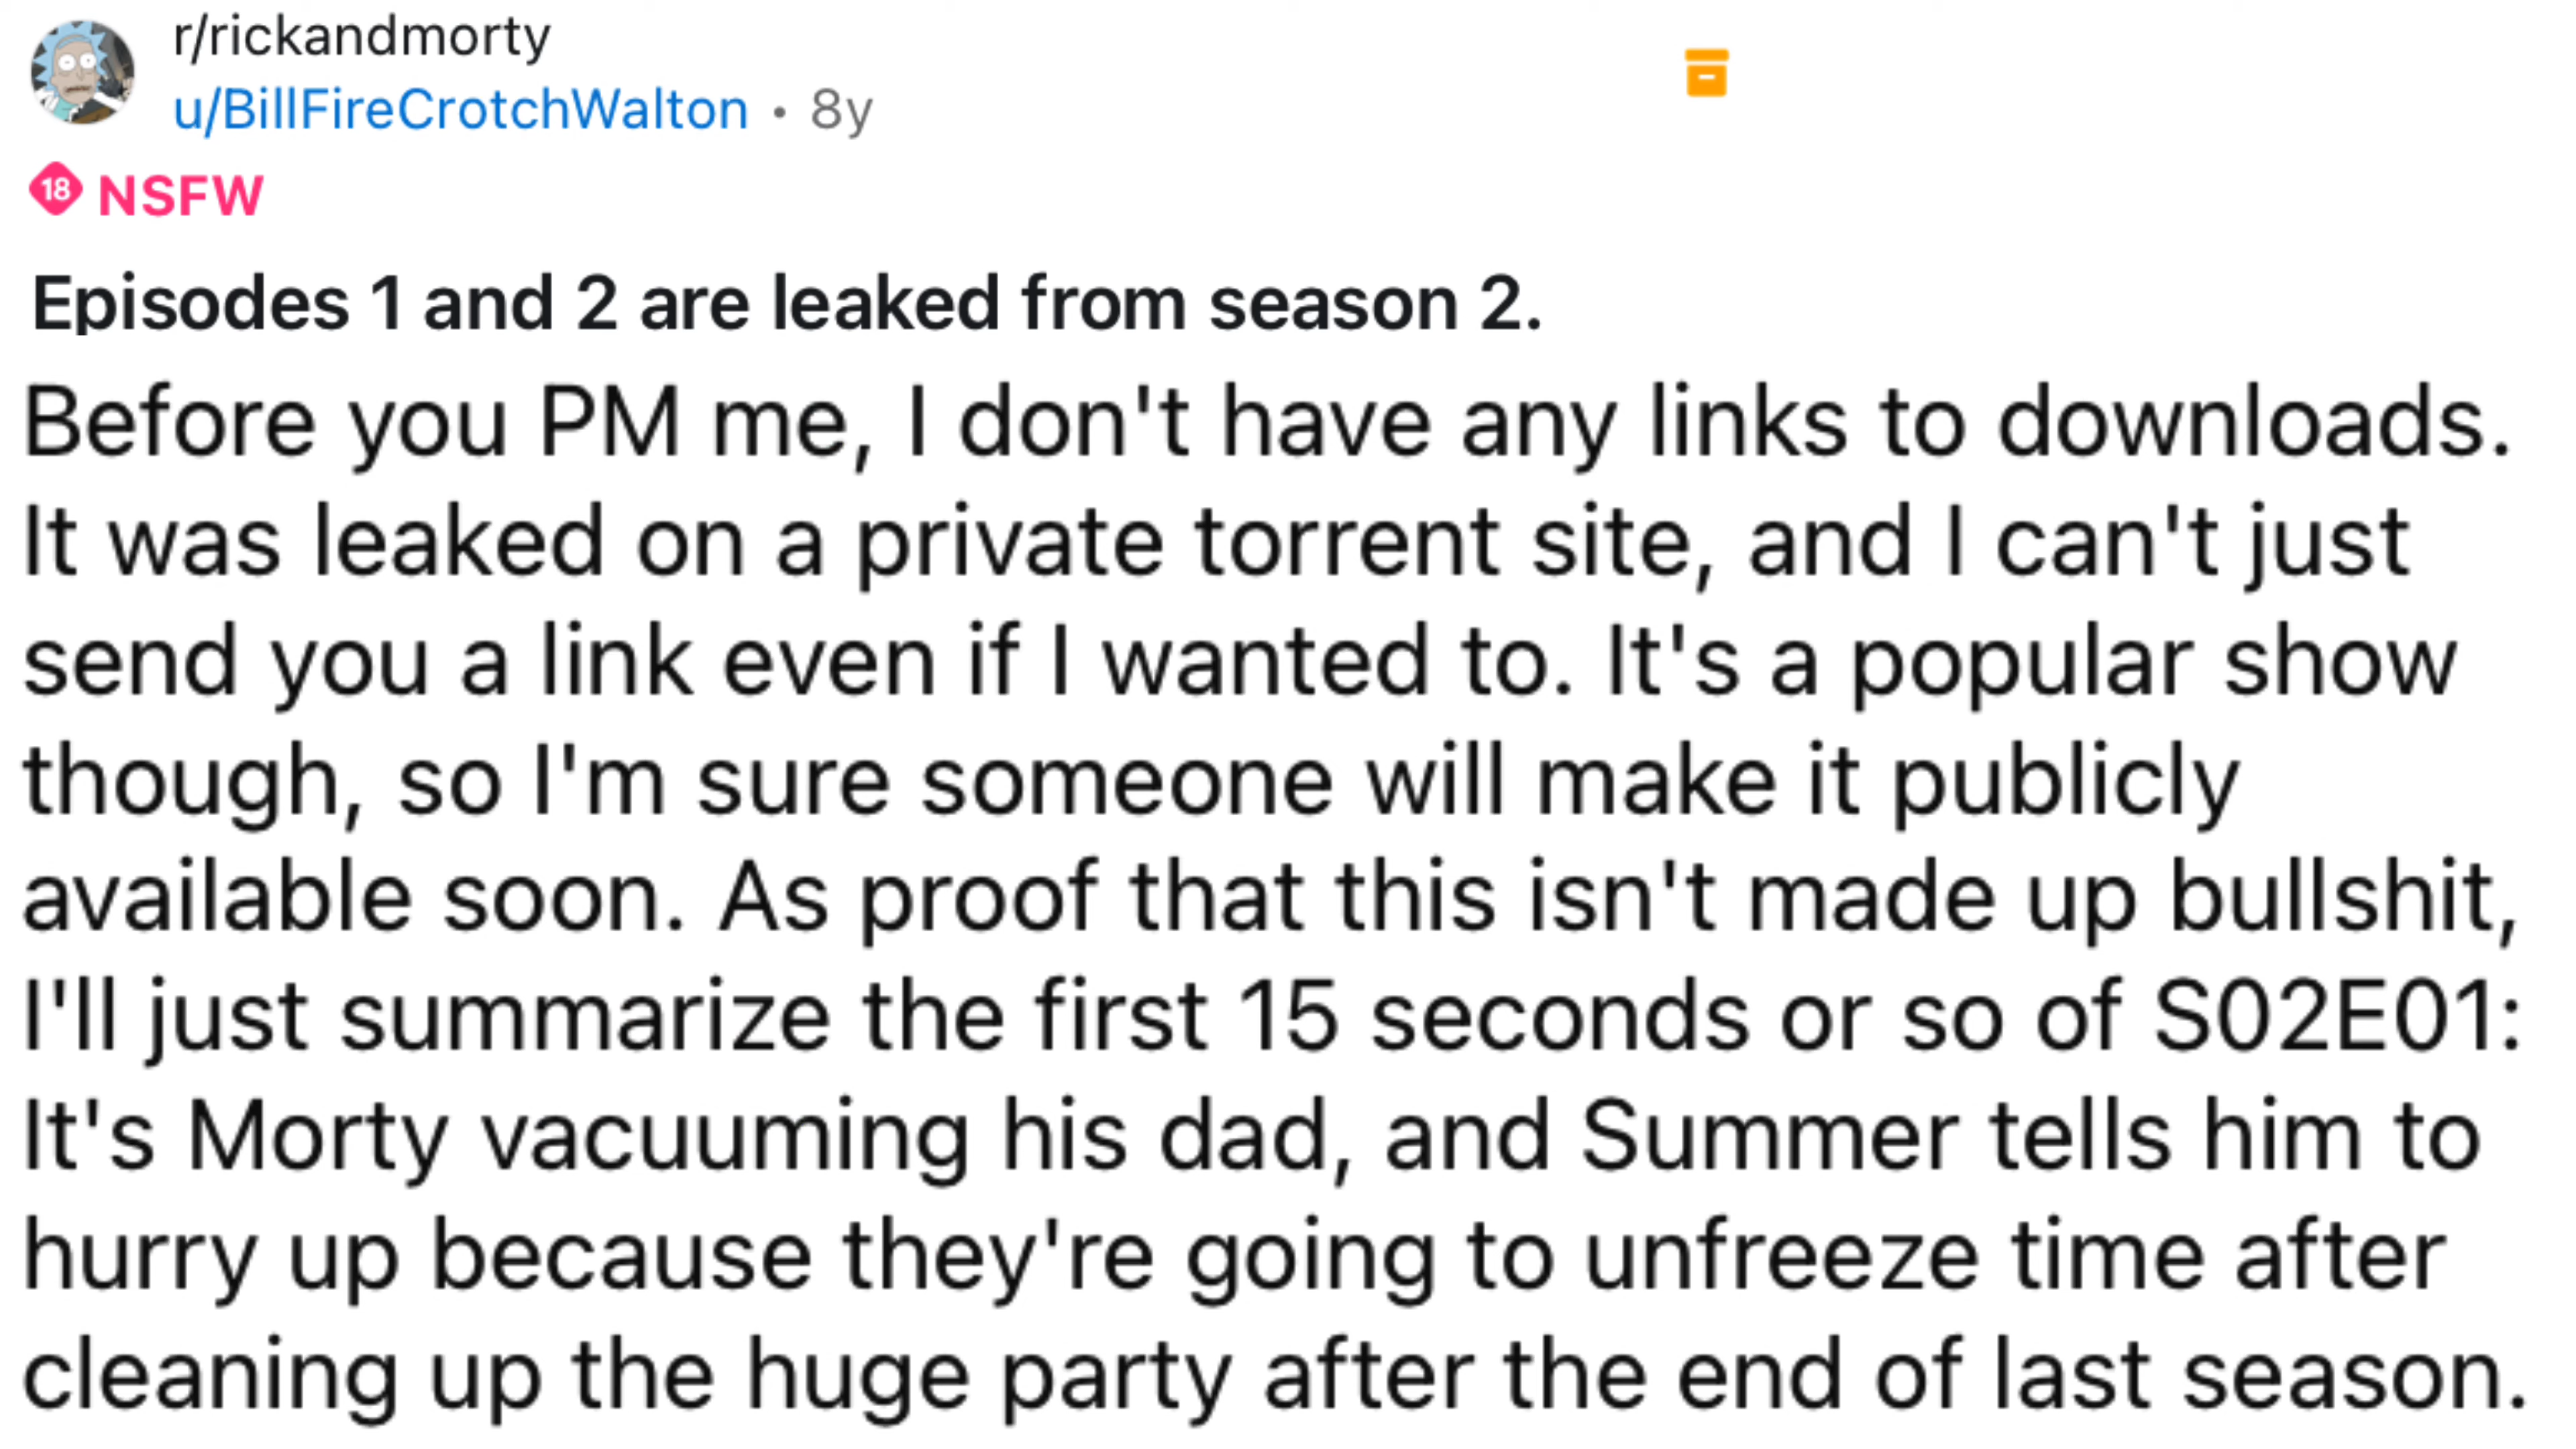 r/rickandmorty
u/BillFireCrotchWalton • 8y
18 NSFW
Episodes 1 and 2 are leaked from season 2.
Before you PM me, I don't have any links to downloads.
It was leaked on a private torrent site, and I can't just
send you a link even if I wanted to. It's a popular show
though, so I'm sure someone will make it publicly
available soon. As proof that this isn't made up bullshit,
I'll just summarize the first 15 seconds or so of S02E01:
It's Morty vacuuming his dad, and Summer tells him to
hurry up because they're going to unfreeze time after
cleaning up the huge party after the end of last season.